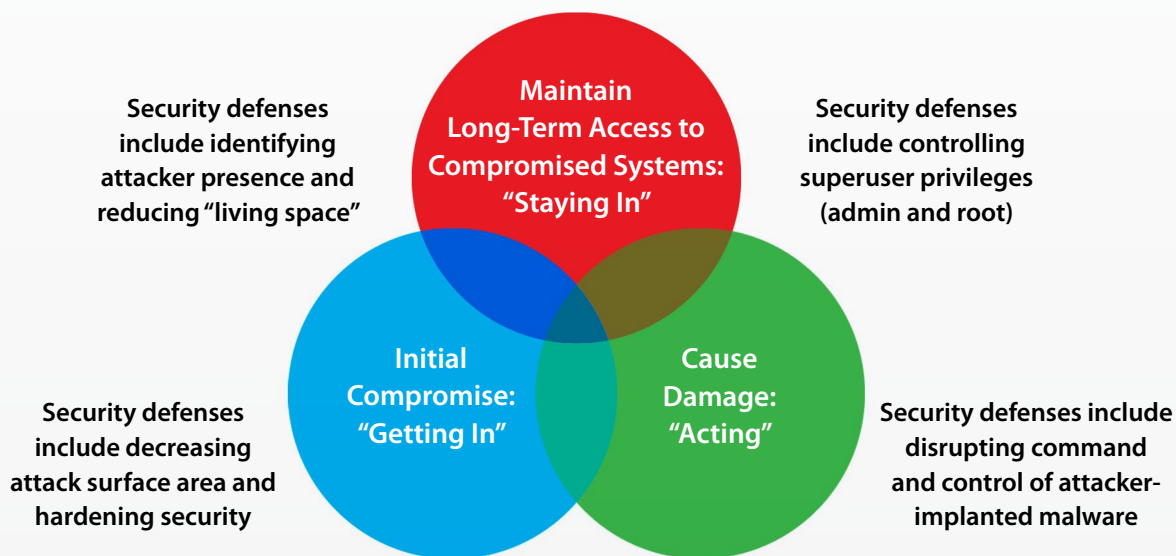 Maintain
Long-Term Access to
Compromised Systems:
“Staying In”
Security defenses
include identifying
attacker presence and
reducing “living space”
Security defenses
include controlling
superuser privileges
(admin and root)
Initial
Compromise:
“Getting In”
Cause
Damage:
“Acting”
Security defenses
include decreasing
attack surface area and
hardening security
Security defenses include
disrupting command
and control of attacker-
implanted malware